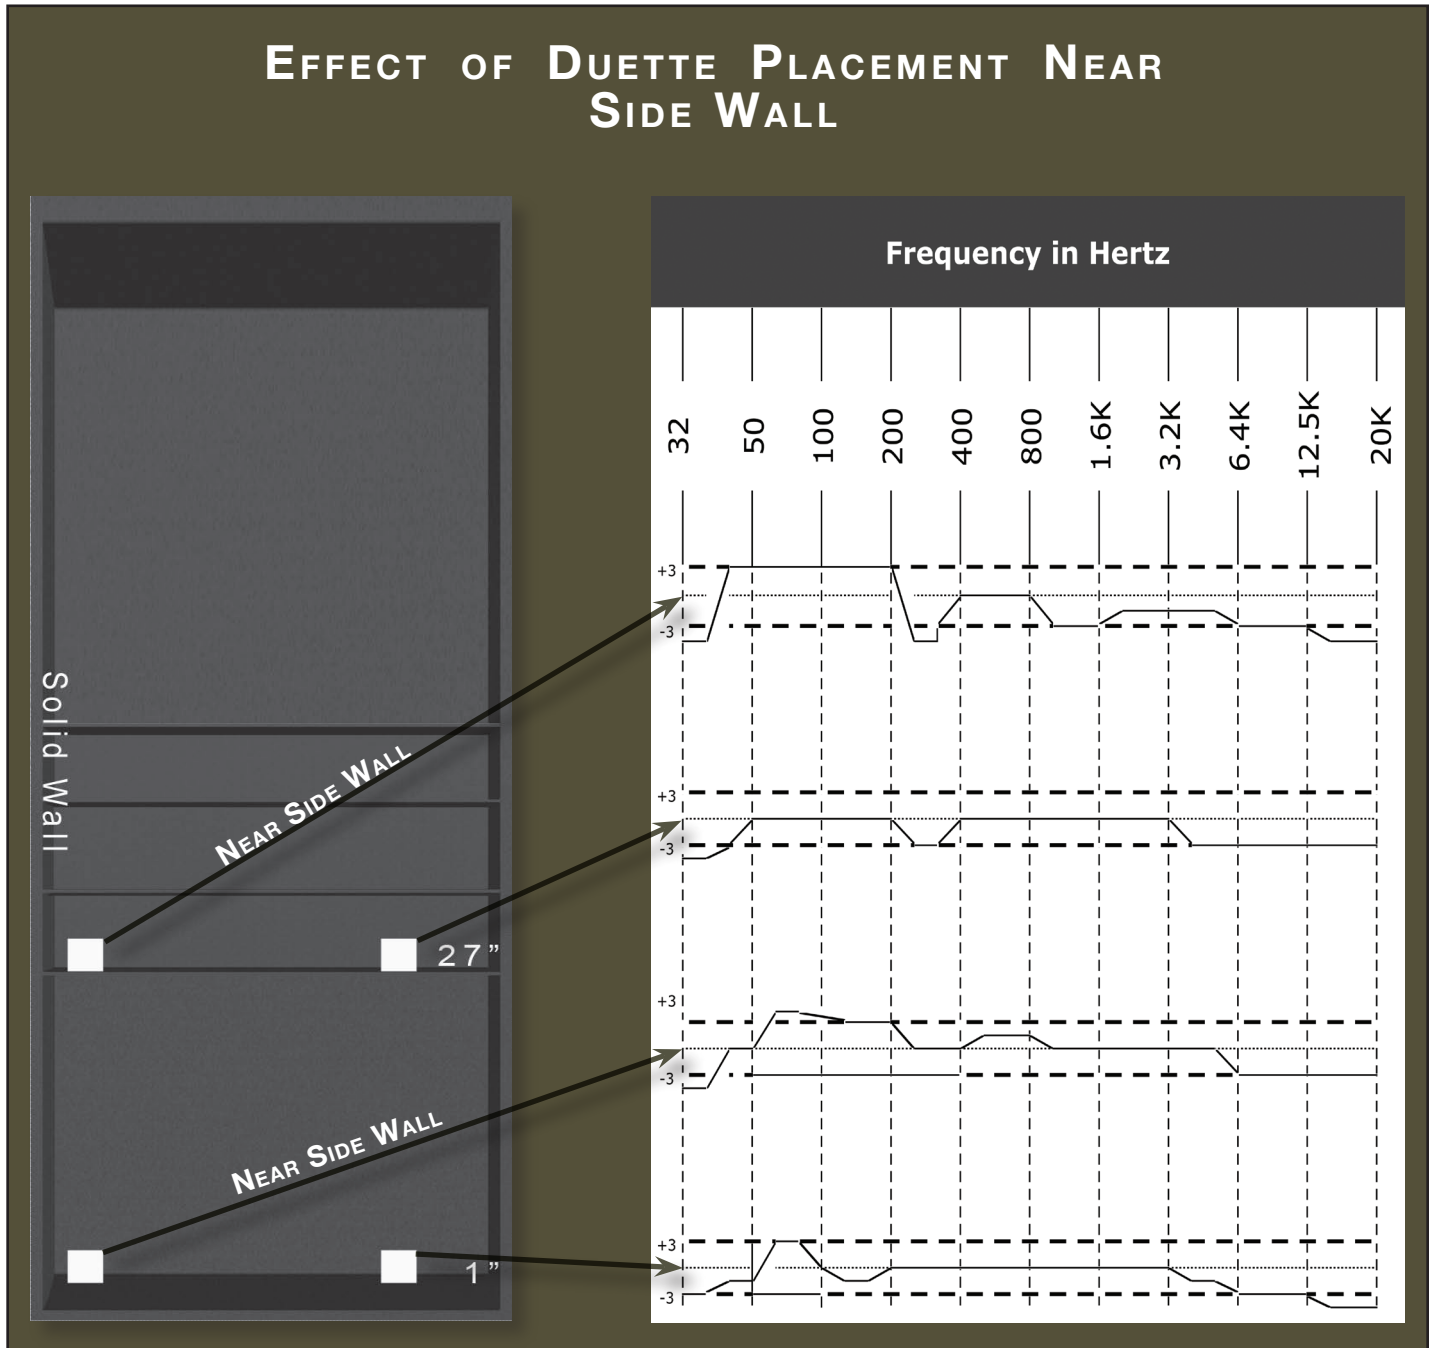 Effect of Duette Placement Near
Side Wall
Frequency in Hertz
32
50
100
200
400
800
1.6K
3.2K
6.4K
12.5K
20K
+3
-3
Solid Wall
Near Side Wall
+3
-3
27”
+3
-3
Near Side Wall
+3
-3
1”